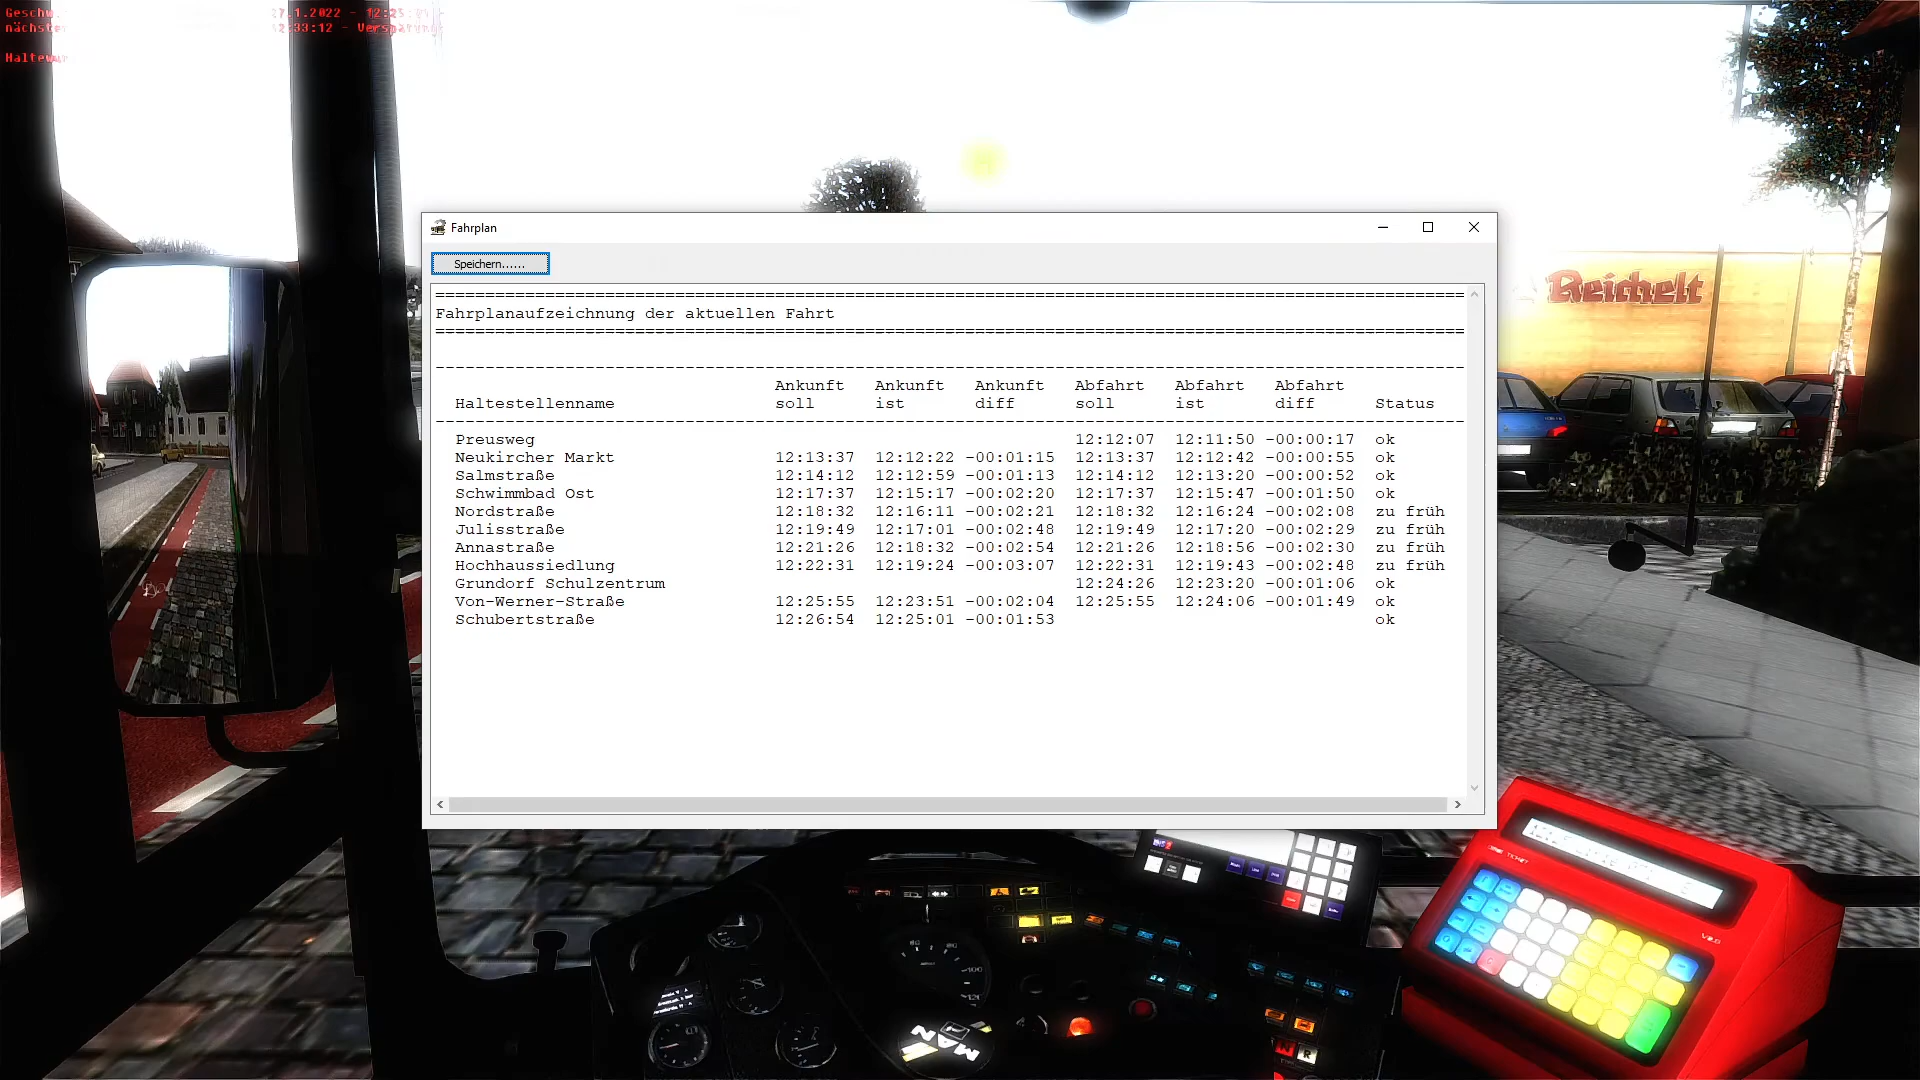 27.1.2022
nächste
Fahrplan
Speichern......
Fahrplanaufzeichnung der aktuellen Fahrt
Ankunft Ankunft Ankunft Abfahrt Abfahrt Abfahrt
Haltestellenname soll ist diff soll ist diff Status
Preusweg 12:12:07 12:11:50 -00:00:17 ok
Neukircher Markt 12:13:37 12:12:22 -00:01:15 12:13:37 12:12:42 -00:00:55 ok
Salmstraße 12:14:12 12:12:59 -00:01:13 12:14:12 12:13:20 -00:00:52 ok
Schwimmbad Ost 12:17:37 12:15:17 -00:02:20 12:17:37 12:15:47 -00:01:50 ok
Nordstraße 12:18:32 12:16:11 -00:02:21 12:18:32 12:16:24 -00:02:08 zu früh
Julisstraße 12:19:49 12:17:01 -00:02:48 12:19:49 12:17:20 -00:02:29 zu früh
Annastraße 12:21:26 12:18:32 -00:02:54 12:21:26 12:18:56 -00:02:30 zu früh
Hochhaussiedlung 12:22:31 12:19:24 -00:03:07 12:22:31 12:19:43 -00:02:48 zu früh
Grundorf Schulzentrum 12:24:26 12:23:20 -00:01:06 ok
Von-Werner-Straße 12:25:55 12:23:51 -00:02:04 12:25:55 12:24:06 -00:01:49 ok
Schubertstraße 12:26:54 12:25:01 -00:01:53 ok
Reichelt
MAN
V2.0
N R